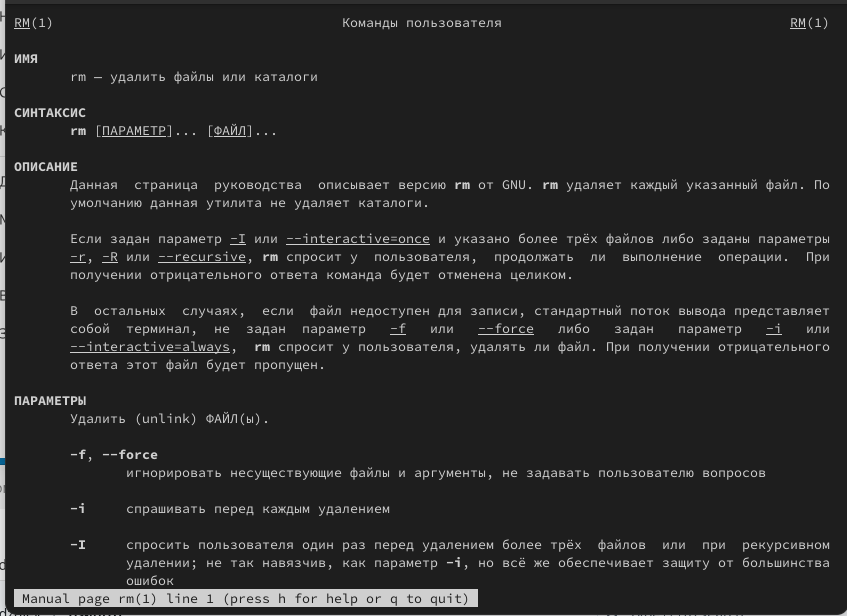 RM(1) Команды пользователя RM(1)
ИМЯ
rm — удалить файлы или каталоги
СИНТАКСИС
rm [ПАРАМЕТР]... [ФАЙЛ]...
ОПИСАНИЕ
Данная страница руководства описывает версию rm от GNU. rm удаляет каждый указанный файл. По
умолчанию данная утилита не удаляет каталоги.
Если задан параметр -I или --interactive=once и указано более трёх файлов либо заданы параметры
-r, -R или --recursive, rm спросит у пользователя, продолжать ли выполнение операции. При
получении отрицательного ответа команда будет отменена целиком.
В остальных случаях, если файл недоступен для записи, стандартный поток вывода представляет
собой терминал, не задан параметр -f или --force либо задан параметр -i или
--interactive=always, rm спросит у пользователя, удалять ли файл. При получении отрицательного
ответа этот файл будет пропущен.
ПАРАМЕТРЫ
Удалить (unlink) ФАЙЛ(ы).
-f, --force
игнорировать несуществующие файлы и аргументы, не задавать пользователю вопросов
-i спрашивать перед каждым удалением
-I спросить пользователя один раз перед удалением более трёх файлов или при рекурсивном
удалении; не так навязчив, как параметр -i, но всё же обеспечивает защиту от большинства
ошибок
Manual page rm(1) line 1 (press h for help or q to quit)